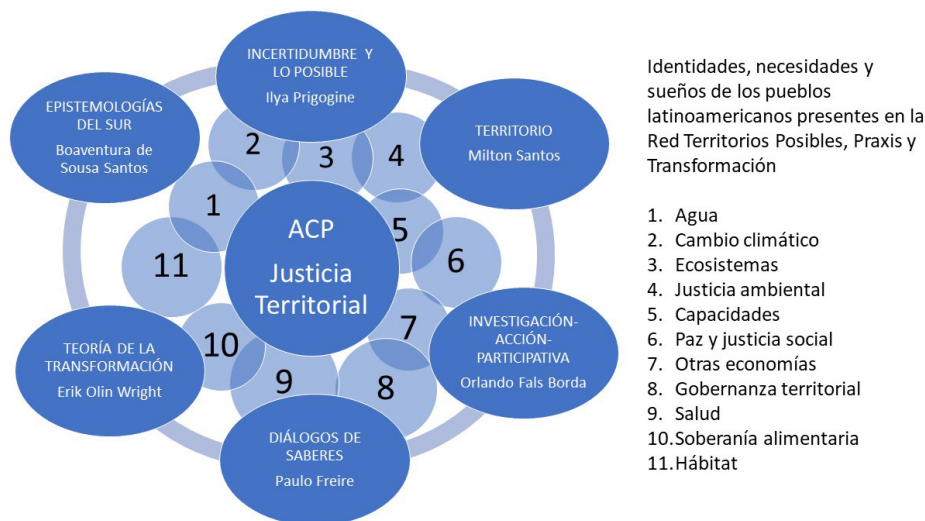 INCERTIDUMBRE Y
LO POSIBLE
Ilya Prigogine
EPISTEMOLOGÍAS
DEL SUR
Boaventura de
Sousa Santos
TERRITORIO
Milton Santos
2
3
4
1
5
11
6
ACP
Justicia
Territorial
10
7
9
8
TEORÍA DE LA
TRANSFORMACIÓN
Erik Olin Wright
INVESTIGACIÓN-
ACCIÓN-
PARTICIPATIVA
Orlando Fals Borda
DIÁLOGOS DE
SABERES
Paulo Freire
Identidades, necesidades y
sueños de los pueblos
latinoamericanos presentes en la
Red Territorios Posibles, Praxis y
Transformación
1. Agua
2. Cambio climático
3. Ecosistemas
4. Justicia ambiental
5. Capacidades
6. Paz y justicia social
7. Otras economías
8. Gobernanza territorial
9. Salud
10.Soberanía alimentaria
11.Hábitat